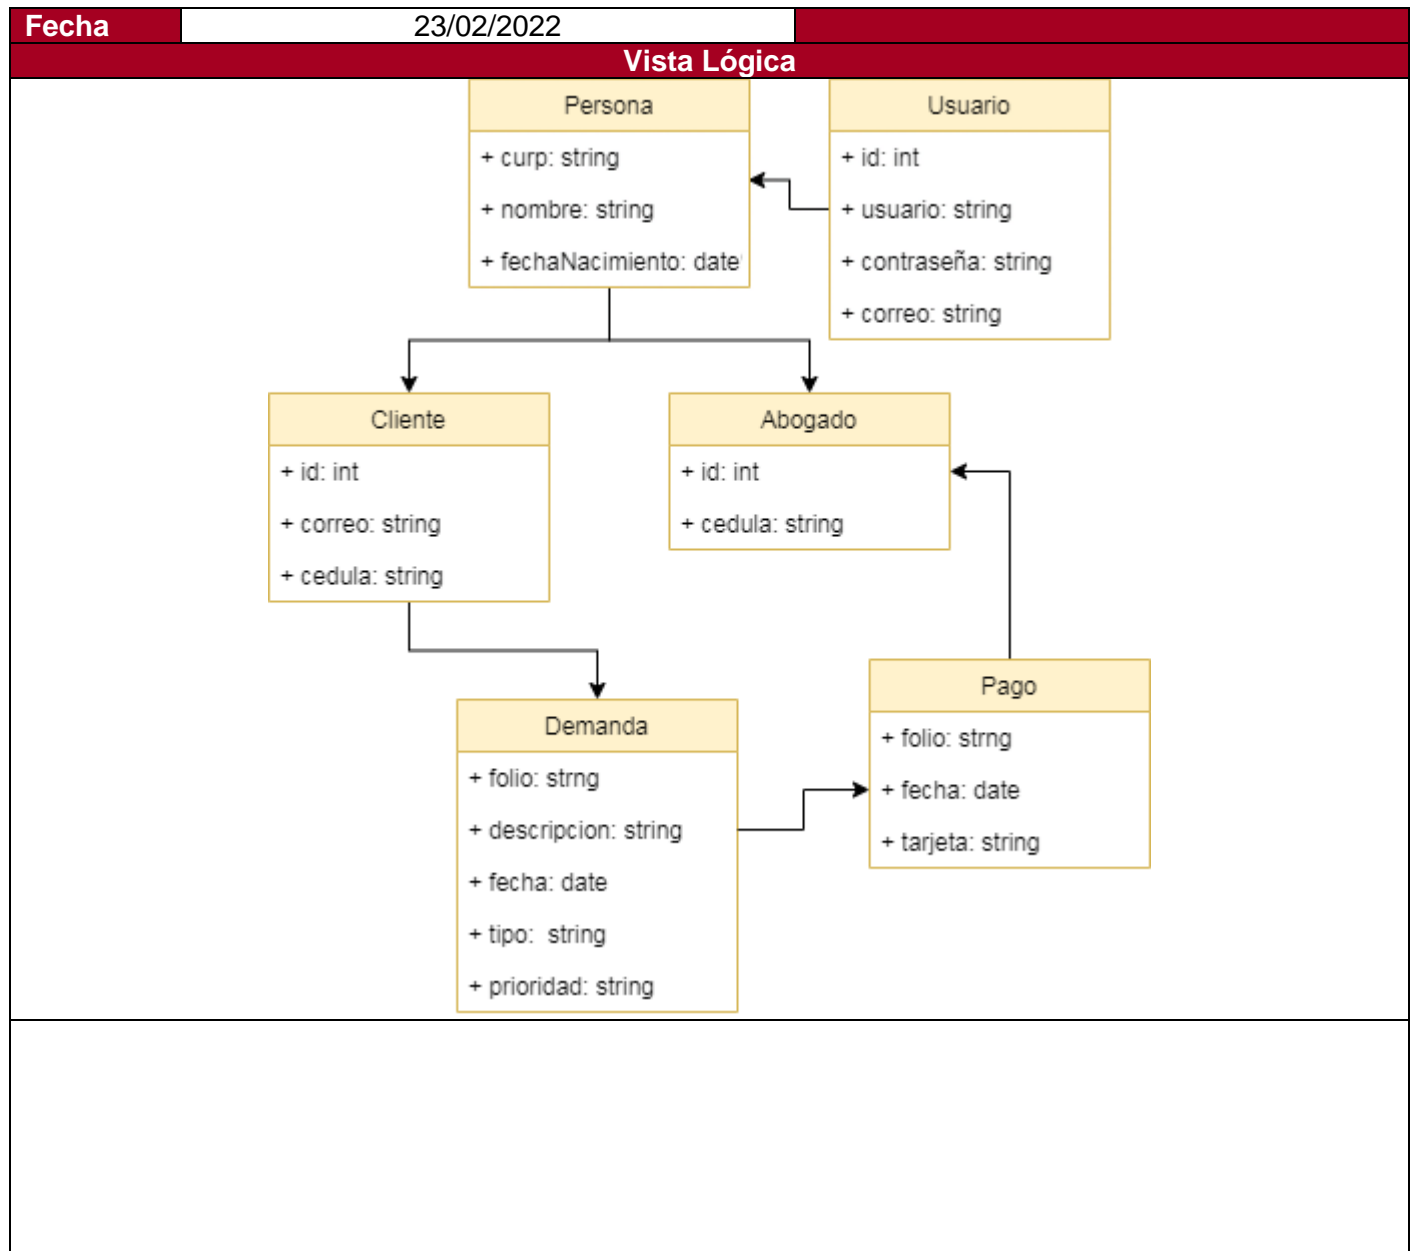 Fecha 23/02/2022
Vista Lógica
Persona
+ curp: string
+ nombre: string
+ fechaNacimiento: date
Usuario
+ id: int
+ usuario: string
+ contraseña: string
+ correo: string
Cliente
+ id: int
+ correo: string
+ cedula: string
Abogado
+ id: int
+ cedula: string
Demanda
+ folio: strng
+ descripcion: string
+ fecha: date
+ tipo: string
+ prioridad: string
Pago
+ folio: strng
+ fecha: date
+ tarjeta: string